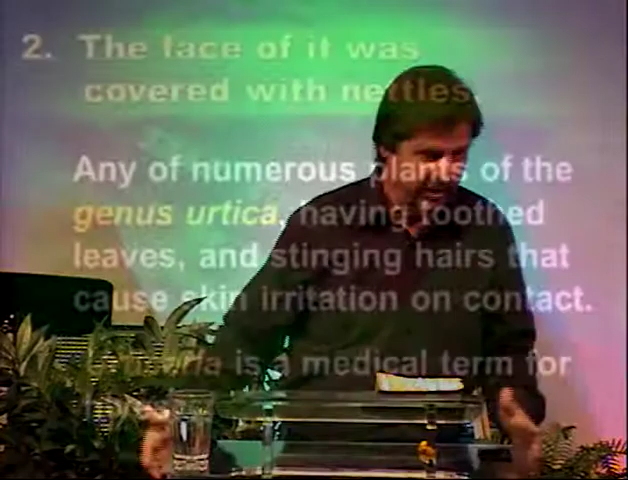 2. The face of it was
covered with nettles.
Any of numerous plants of the
genus urtica, having toothed
leaves, and stinging hairs that
cause skin irritation on contact.
Urticaria is a medical term for